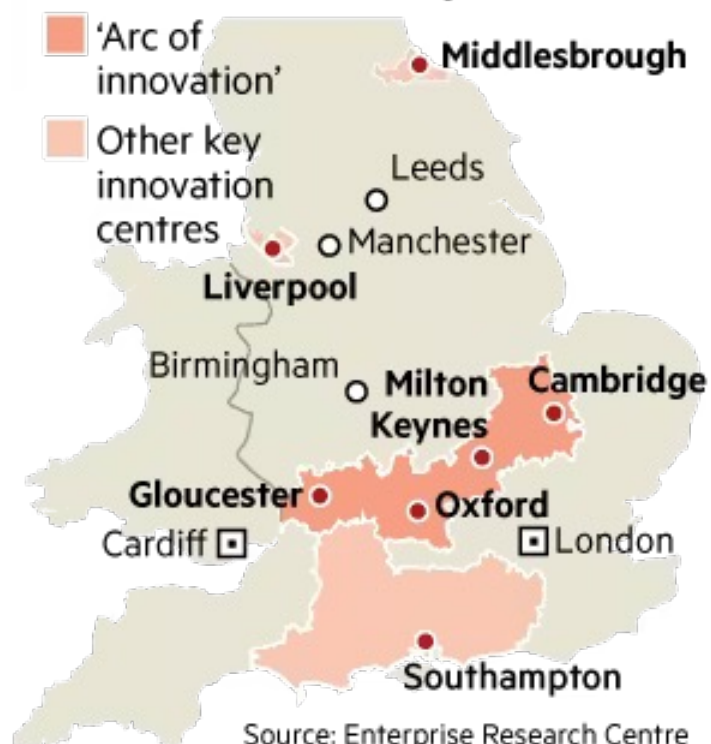 'Arc of
innovation'
Other key
innovation
centres
Middlesbrough
Leeds
Manchester
Liverpool
Birmingham
Milton
Keynes
Cambridge
Gloucester
Oxford
Cardiff
London
Southampton
Source: Enterprise Research Centre